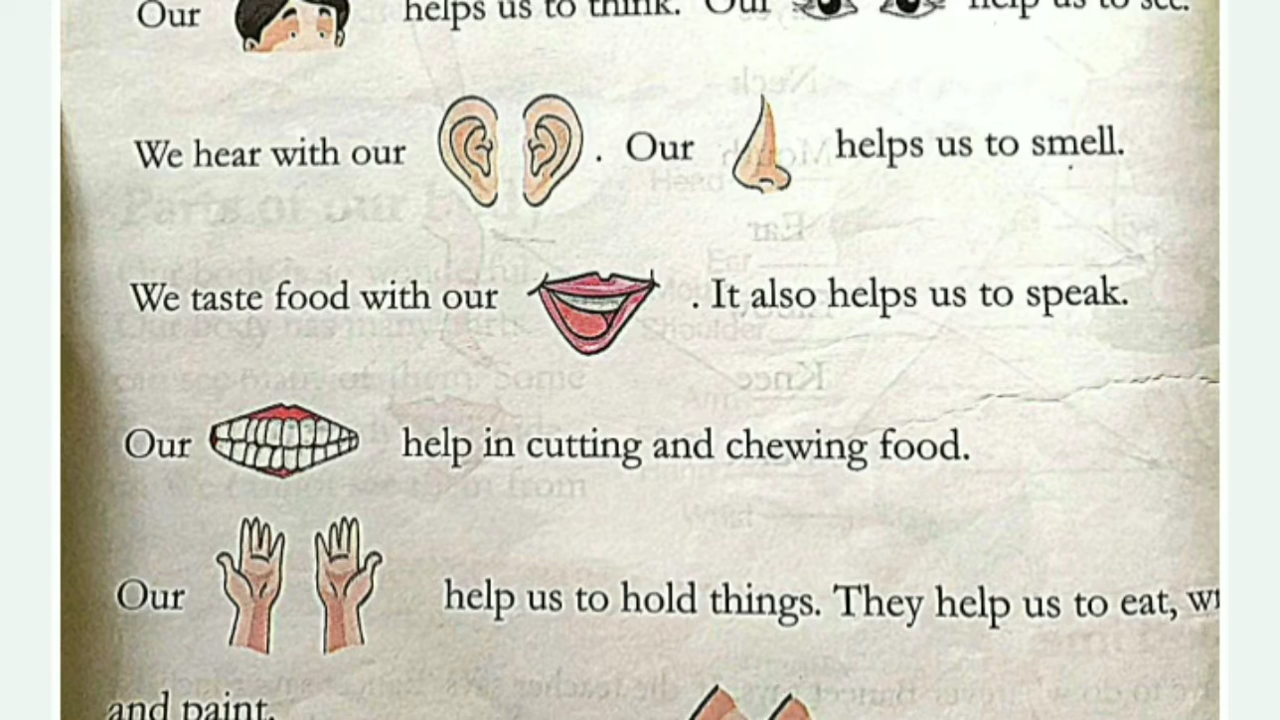 Our helps us to think. Our help us to see.
We hear with our . Our helps us to smell.
We taste food with our . It also helps us to speak.
Our help in cutting and chewing food.
Our help us to hold things. They help us to eat,
and paint.